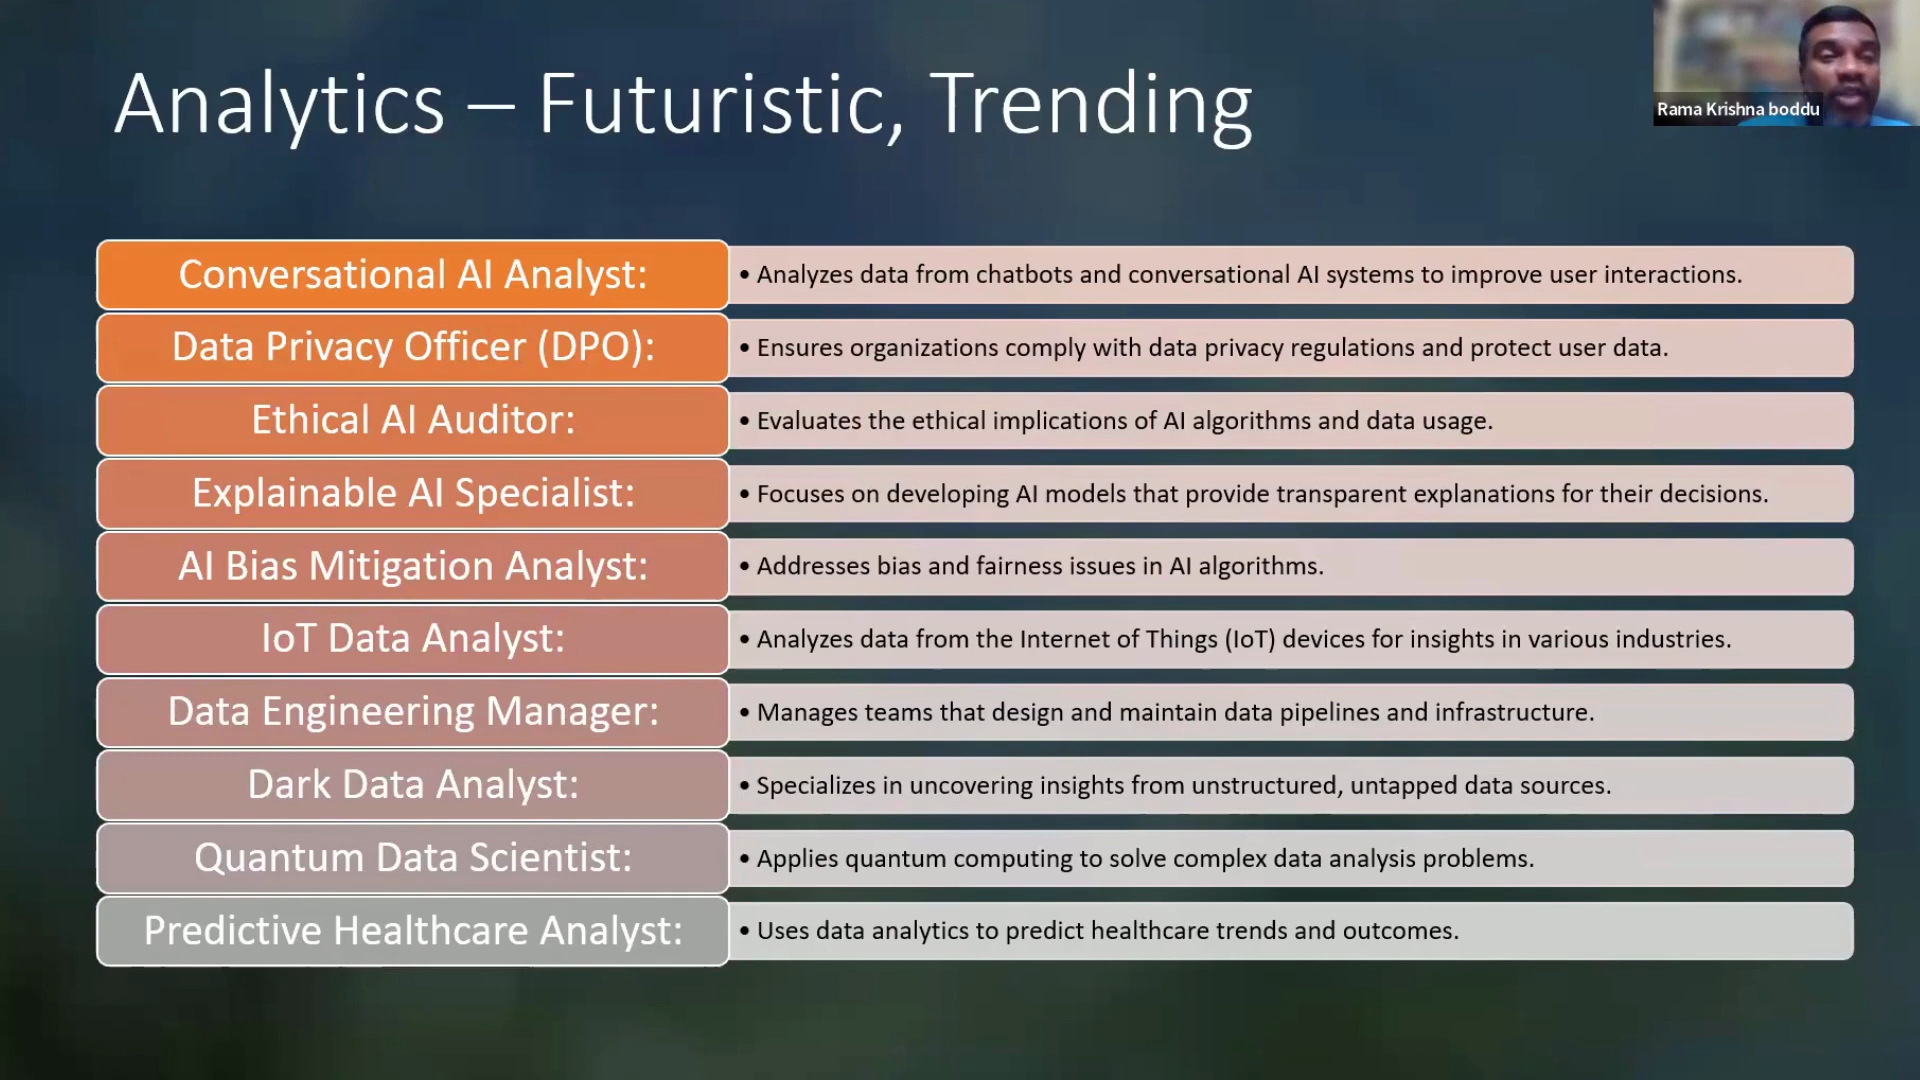 Analytics – Futuristic, Trending
Rama Krishna boddu
Conversational AI Analyst:
• Analyzes data from chatbots and conversational AI systems to improve user interactions.
Data Privacy Officer (DPO):
• Ensures organizations comply with data privacy regulations and protect user data.
Ethical AI Auditor:
• Evaluates the ethical implications of AI algorithms and data usage.
Explainable AI Specialist:
• Focuses on developing AI models that provide transparent explanations for their decisions.
AI Bias Mitigation Analyst:
• Addresses bias and fairness issues in AI algorithms.
IoT Data Analyst:
• Analyzes data from the Internet of Things (IoT) devices for insights in various industries.
Data Engineering Manager:
• Manages teams that design and maintain data pipelines and infrastructure.
Dark Data Analyst:
• Specializes in uncovering insights from unstructured, untapped data sources.
Quantum Data Scientist:
• Applies quantum computing to solve complex data analysis problems.
Predictive Healthcare Analyst:
• Uses data analytics to predict healthcare trends and outcomes.